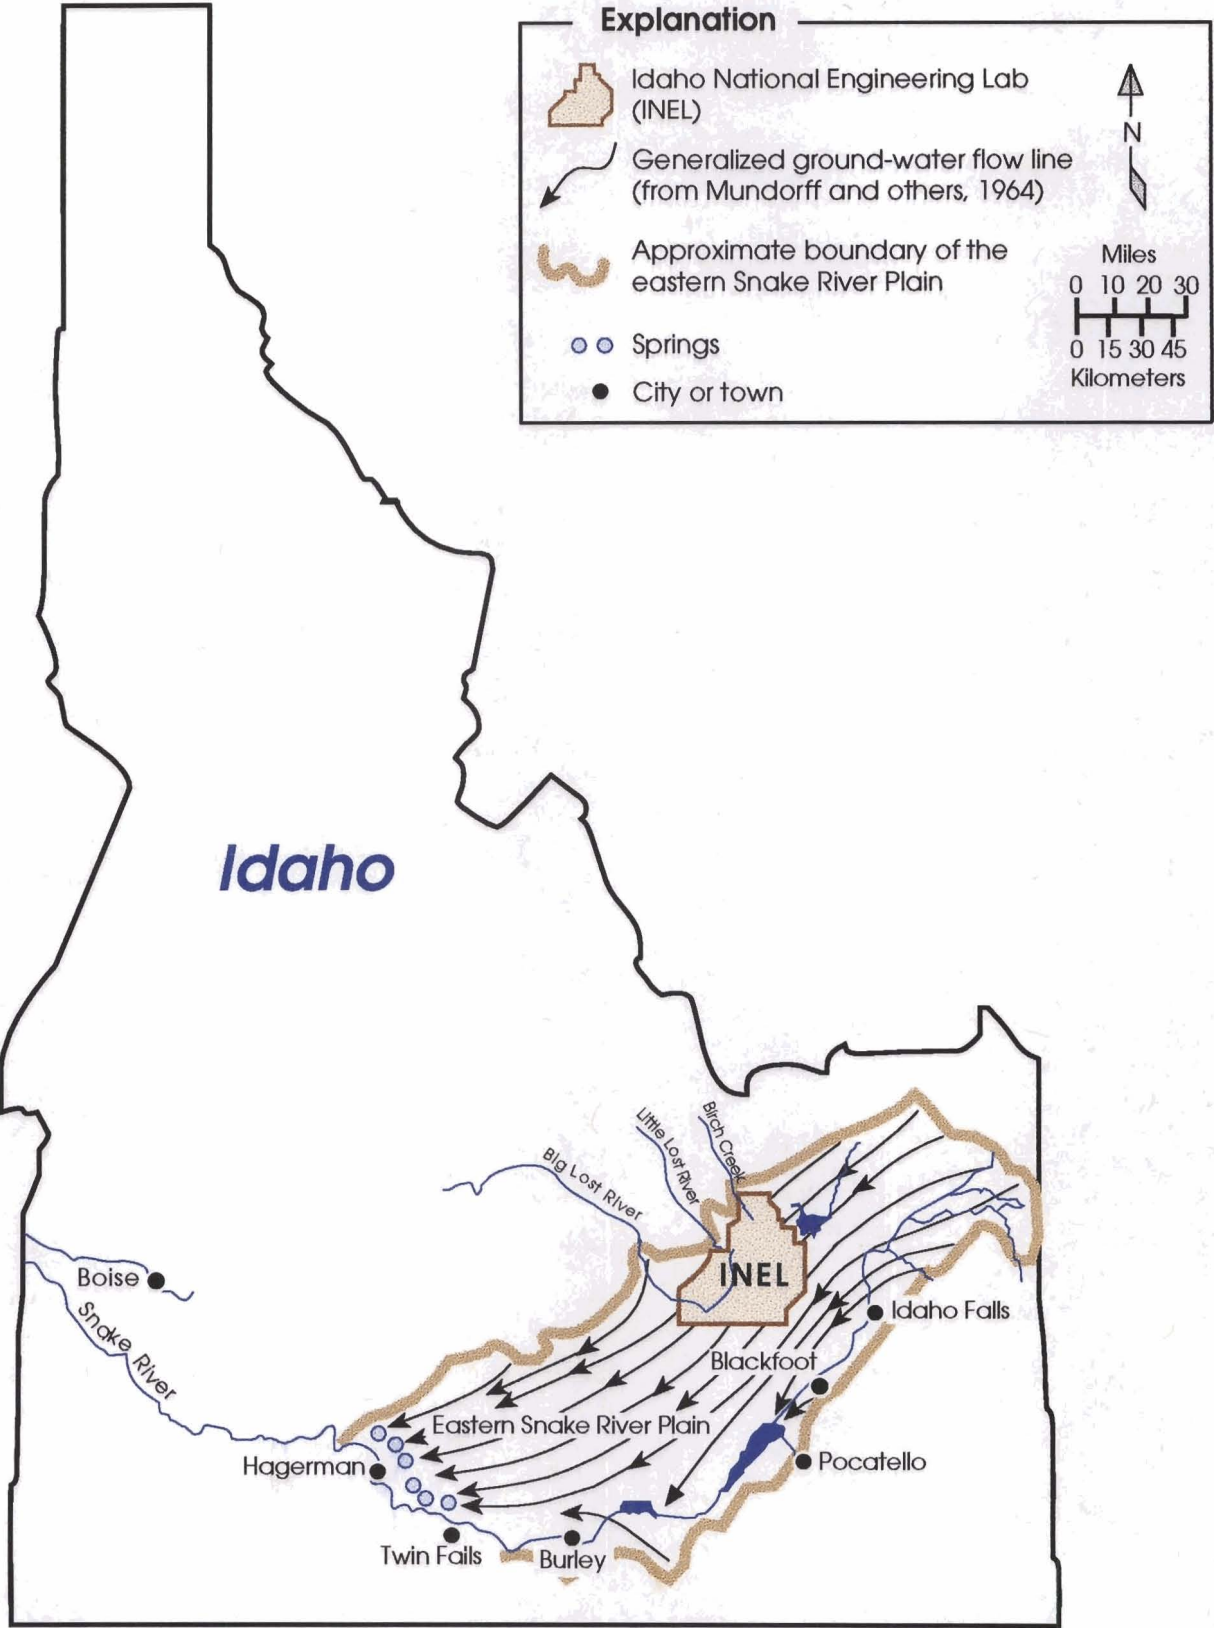 Explanation
Idaho National Engineering Lab
(INEL)
Generalized ground-water flow line
(from Mundorff and others, 1964)
Approximate boundary of the
eastern Snake River Plain
Springs
City or town
N
Miles
0 10 20 30
0 15 30 45
Kilometers
Idaho
Birch Creek
Little Lost River
Big Lost River
INEL
Boise
Snake River
Idaho Falls
Blackfoot
Eastern Snake River Plain
Hagerman
Pocatello
Twin Falls
Burley